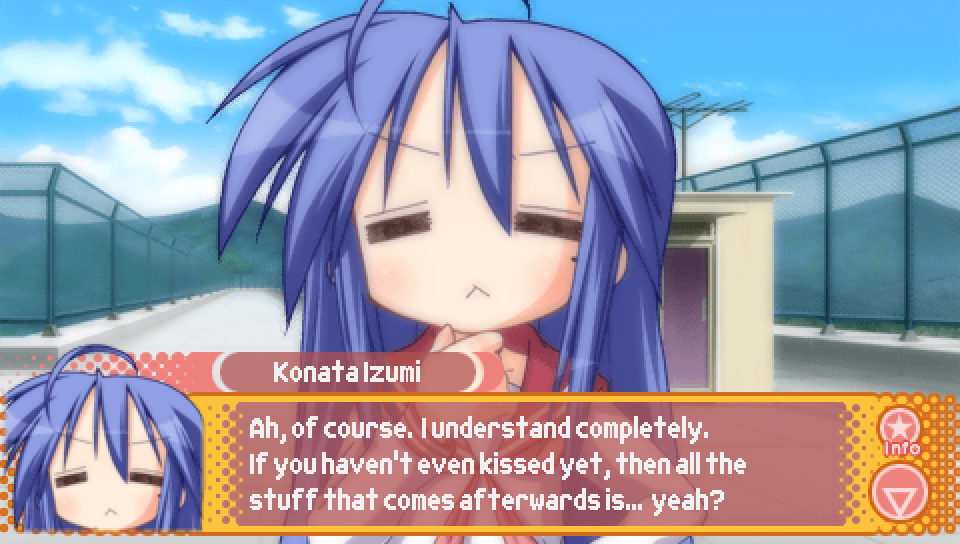 Konata Izumi
Ah, of course. I understand completely.
If you haven't even kissed yet, then all the
stuff that comes afterwards is... yeah?
Info